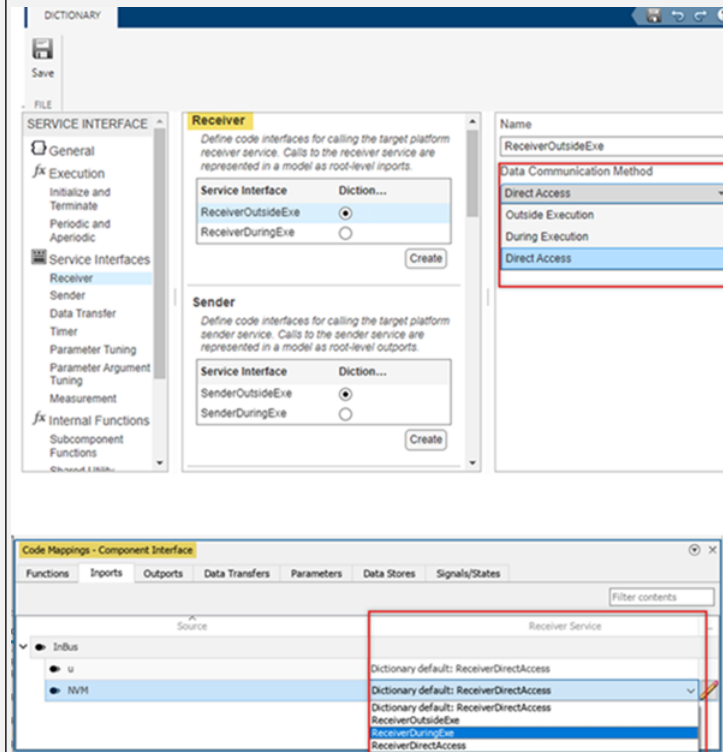 DICTIONARY
Save
FILE
SERVICE INTERFACE
General
fx Execution
Initialize and
Terminate
Periodic and
Aperiodic
Service Interfaces
Receiver
Sender
Data Transfer
Timer
Parameter Tuning
Parameter Argument
Tuning
Measurement
fx Internal Functions
Subcomponent
Functions
Shared Utility
Receiver
Define code interfaces for calling the target platform
receiver service. Calls to the receiver service are
represented in a model as root-level inports.
Service Interface Diction...
ReceiverOutsideExe
ReceiverDuringExe
Create
Sender
Define code interfaces for calling the target platform
sender service. Calls to the sender service are
represented in a model as root-level outports.
Service Interface Diction...
SenderOutsideExe
SenderDuringExe
Create
Name
ReceiverOutsideExe
Data Communication Method
Direct Access
Outside Execution
During Execution
Direct Access
Code Mappings - Component Interface
Functions Inports Outports Data Transfers Parameters Data Stores Signals/States
Filter contents
Source Receiver Service ...
InBus
u Dictionary default: ReceiverDirectAccess
NVM Dictionary default: ReceiverDirectAccess
Dictionary default: ReceiverDirectAccess
ReceiverOutsideExe
ReceiverDuringExe
ReceiverDirectAccess